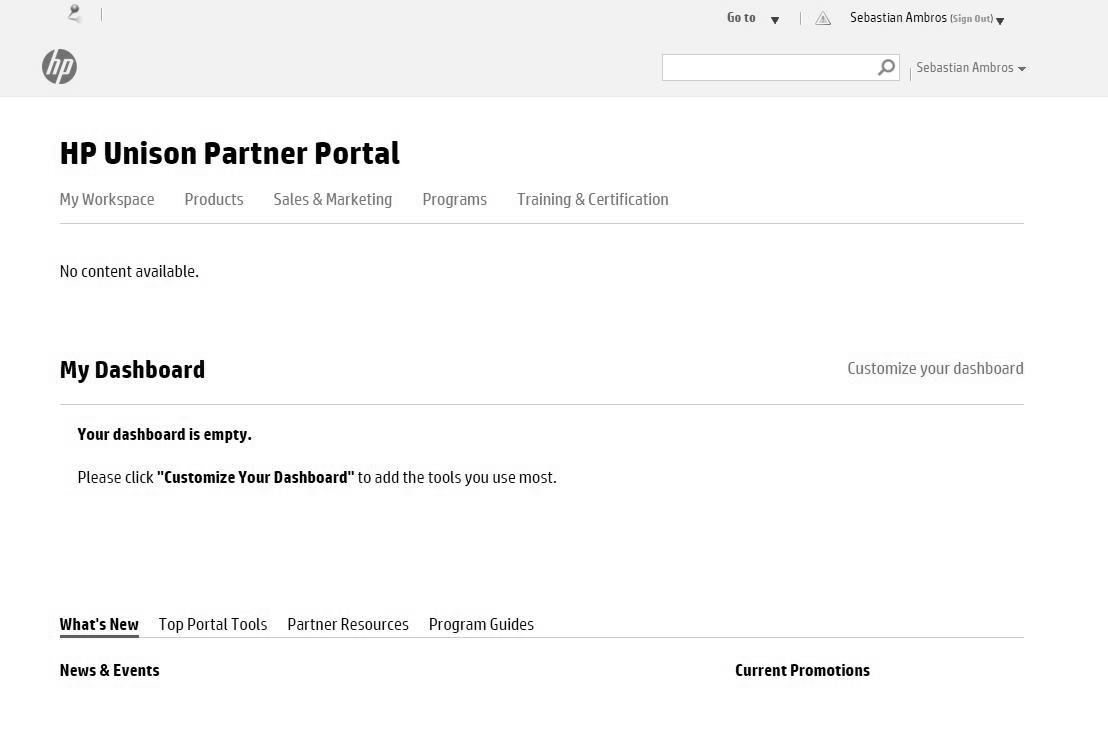 Go to
Sebastian Ambros (Sign Out)
hp
Sebastian Ambros
HP Unison Partner Portal
My Workspace Products Sales & Marketing Programs Training & Certification
No content available.
My Dashboard Customize your dashboard
Your dashboard is empty.
Please click "Customize Your Dashboard" to add the tools you use most.
What's New Top Portal Tools Partner Resources Program Guides
News & Events Current Promotions